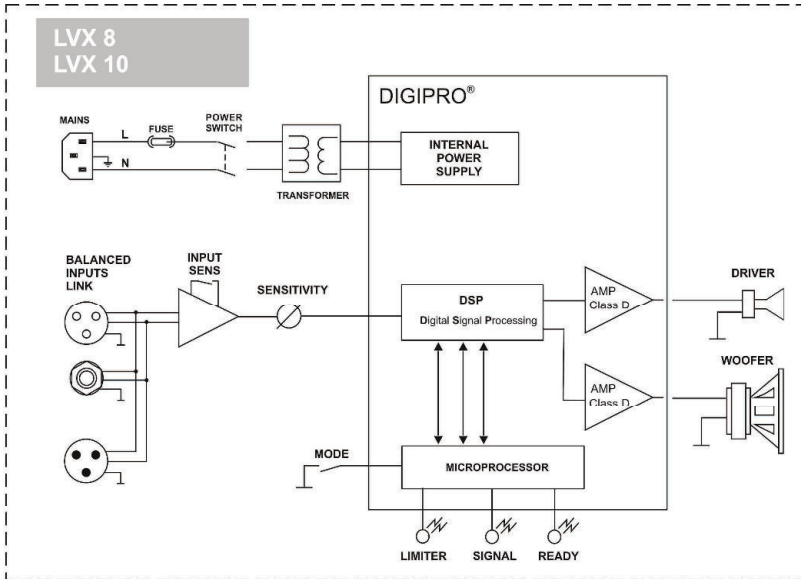 LVX 8
LVX 10
DIGIPRO®
MAINS
L
FUSE
POWER
SWITCH
N
TRANSFORMER
INTERNAL
POWER
SUPPLY
BALANCED
INPUTS
LINK
INPUT
SENS
SENSITIVITY
DSP
Digital Signal Processing
AMP
Class D
DRIVER
AMP
Class D
WOOFER
MODE
MICROPROCESSOR
LIMITER
SIGNAL
READY